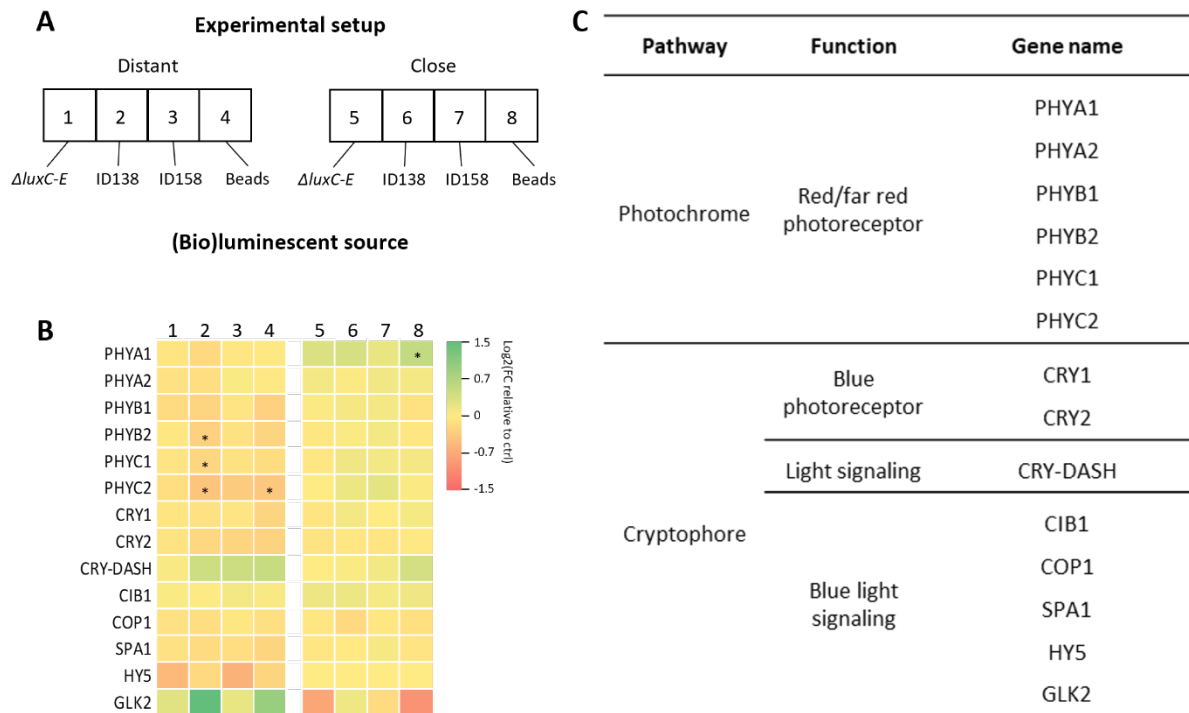 A
Experimental setup
Distant
Close
1 2 3 4
5 6 7 8
ΔluxC-E ID138 ID158 Beads
ΔluxC-E ID138 ID158 Beads
(Bio)luminescent source
B
1 2 3 4 5 6 7 8
PHYA1 *
PHYA2
PHYB1
PHYB2 *
PHYC1 *
PHYC2 * *
CRY1
CRY2
CRY-DASH
CIB1
COP1
SPA1
HY5
GLK2
1.5
0.7
0
-0.7
-1.5
Log2(FC relative to ctrl)
C
Pathway Function Gene name
Photochrome
Red/far red
photoreceptor
PHYA1
PHYA2
PHYB1
PHYB2
PHYC1
PHYC2
Cryptophore
Blue
photoreceptor
CRY1
CRY2
Light signaling CRY-DASH
Blue light
signaling
CIB1
COP1
SPA1
HY5
GLK2